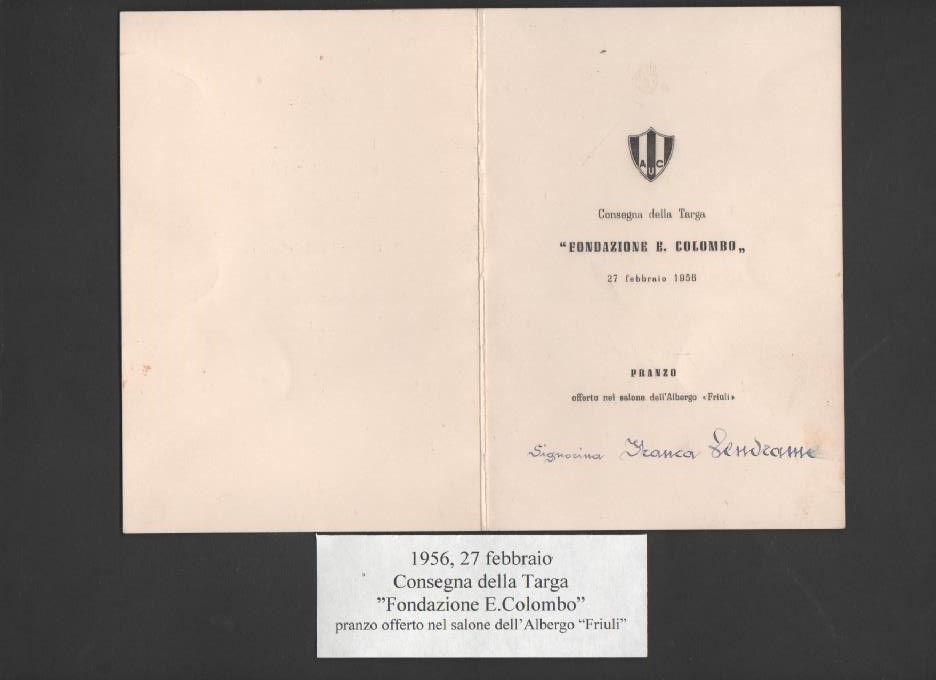 A U C
Consegna della Targa
“FONDAZIONE E. COLOMBO„
27 febbraio 1956
PRANZO
offerto nel salone dell'Albergo «Friuli»
Signorina Franca Vendrame
1956, 27 febbraio
Consegna della Targa
”Fondazione E.Colombo”
pranzo offerto nel salone dell’Albergo “Friuli”